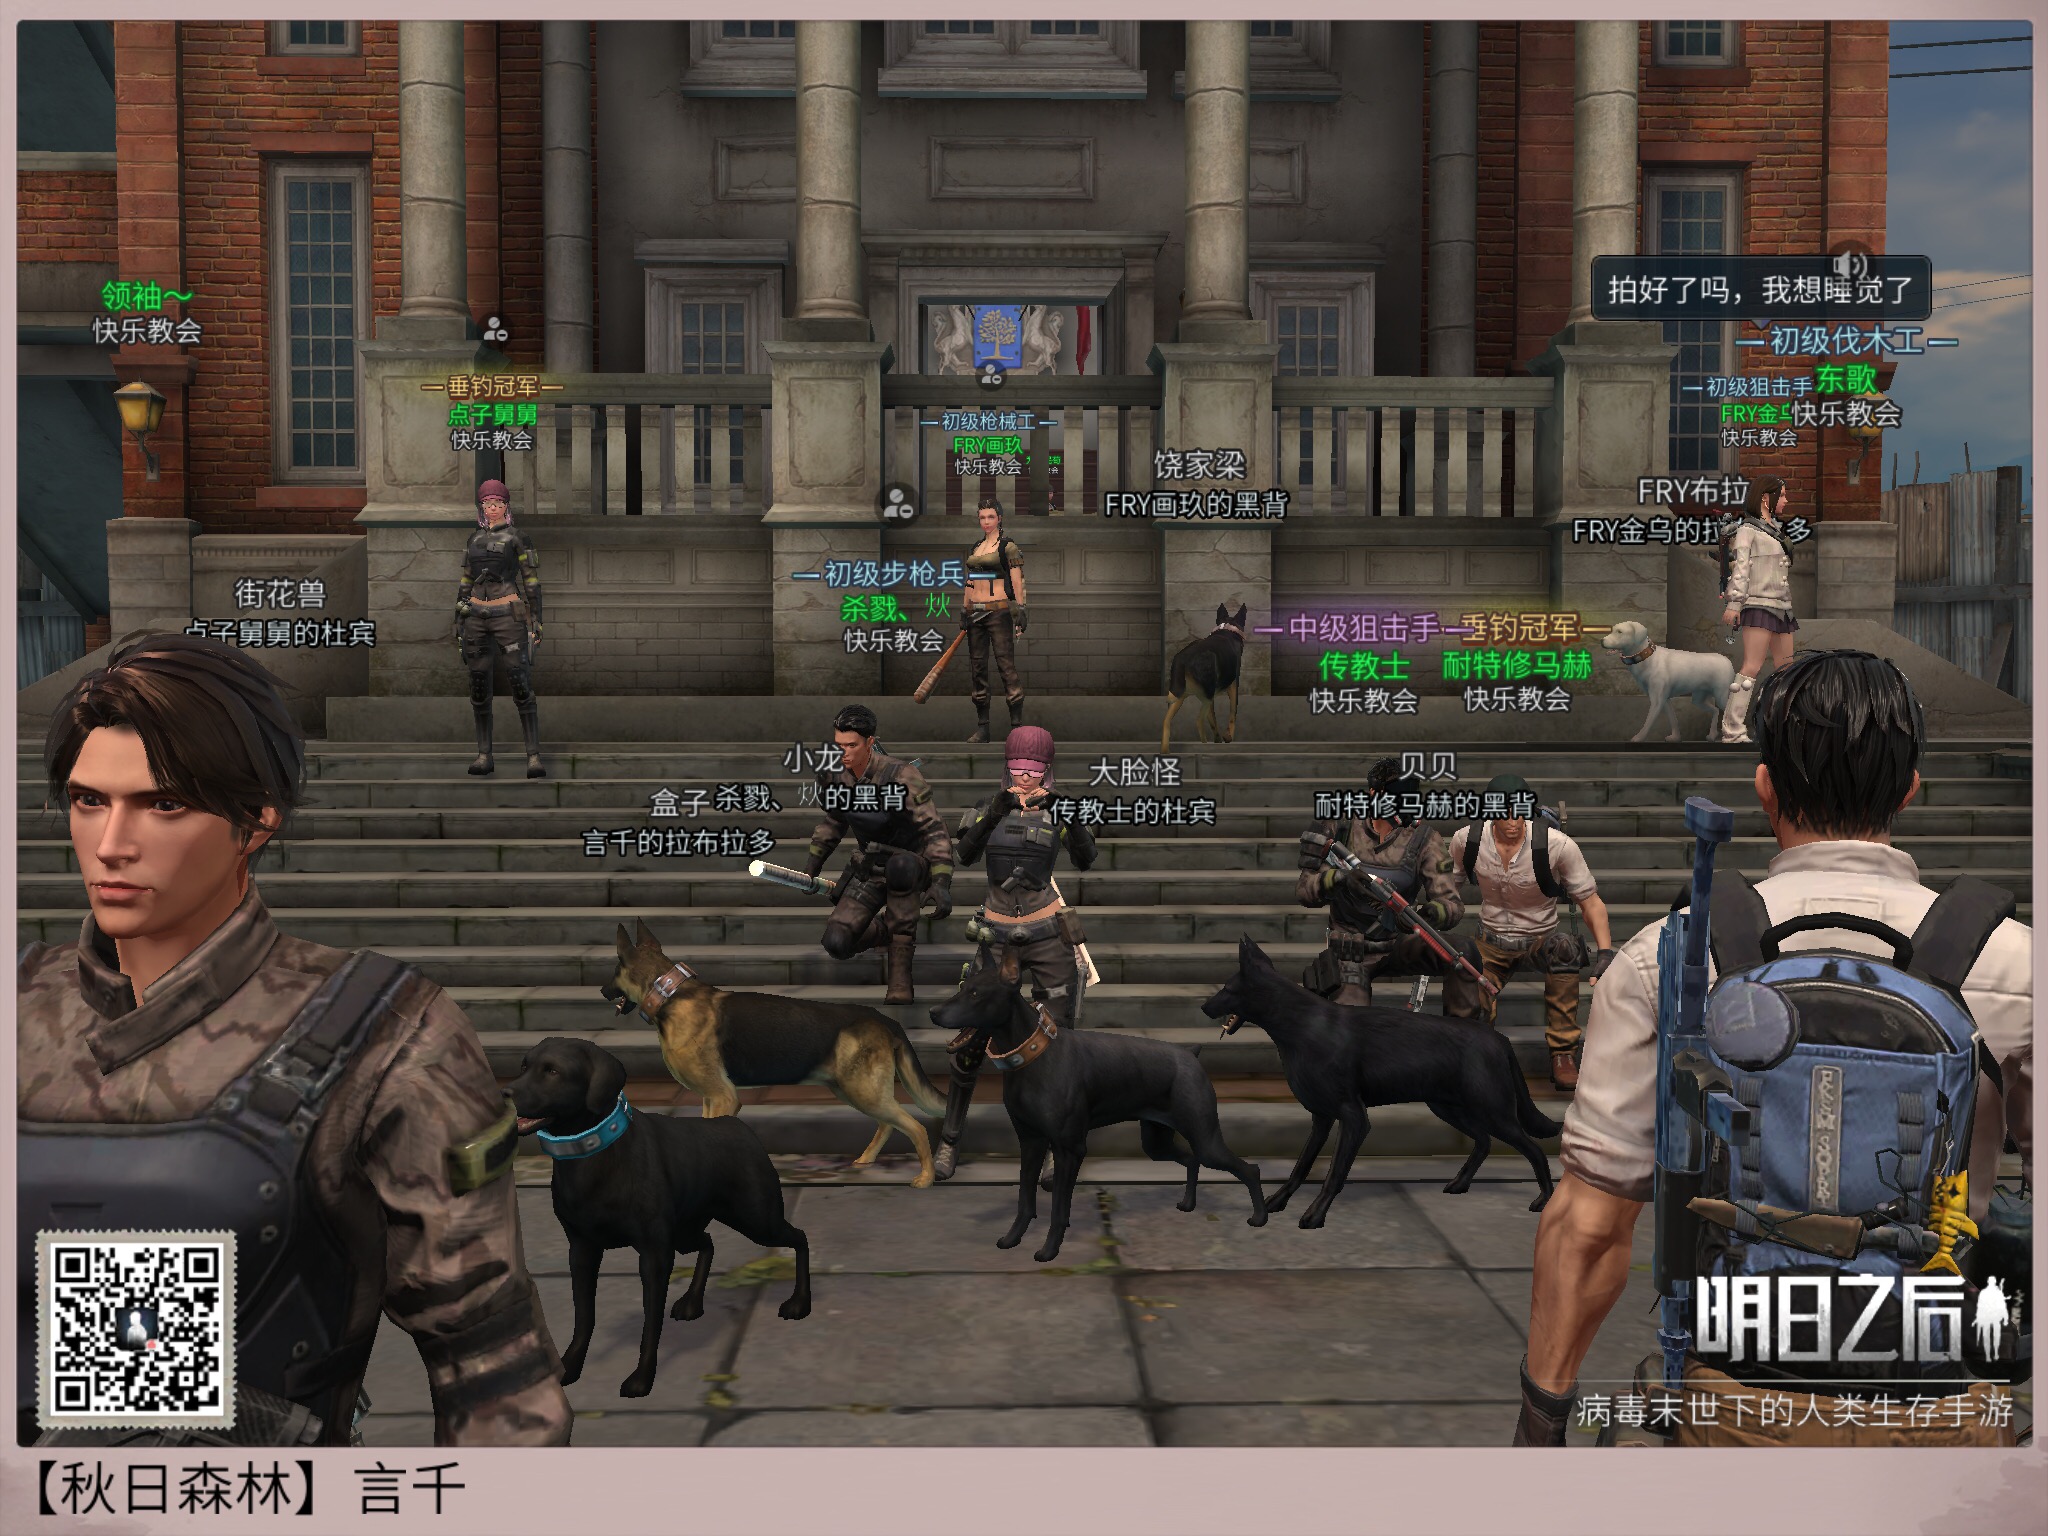 领袖～
快乐教会
垂钓冠军
点子舅舅
快乐教会
初级枪械工
FRY画玖
快乐教会
拍好了吗，我想睡觉了
初级伐木工
东歌
快乐教会
初级狙击手
FRY金乌
快乐教会
饶家梁
FRY画玖的黑背
FRY布拉
FRY金乌的拉 多
街花兽
点子舅舅的杜宾
初级步枪兵
杀戮、炏
快乐教会
中级狙击手
传教士
快乐教会
垂钓冠军
耐特修马赫
快乐教会
小龙
杀戮、炏的黑背
盒子
言千的拉布拉多
大脸怪
传教士的杜宾
贝贝
耐特修马赫的黑背
明日之后
病毒末世下的人类生存手游
【秋日森林】言千